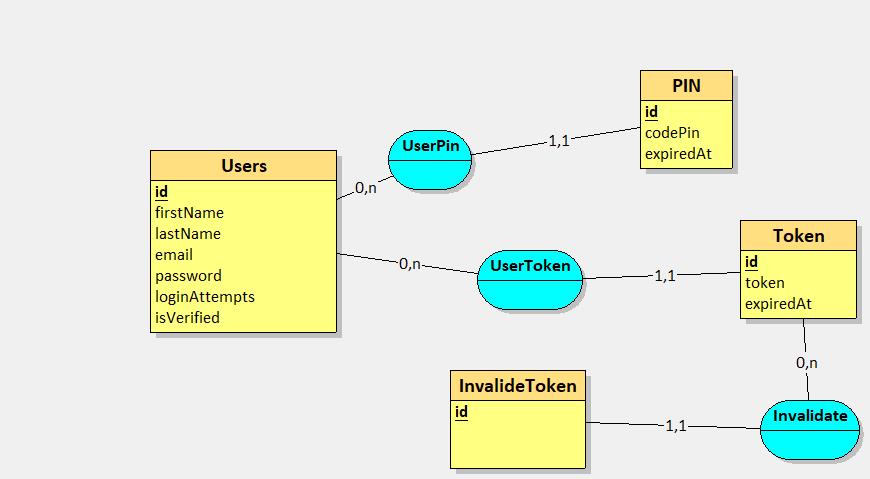 PIN
id
codePin
expiredAt
UserPin
1,1
0,n
Users
id
firstName
lastName
email
password
loginAttempts
isVerified
0,n
UserToken
1,1
Token
id
token
expiredAt
0,n
InvalideToken
id
1,1
Invalidate